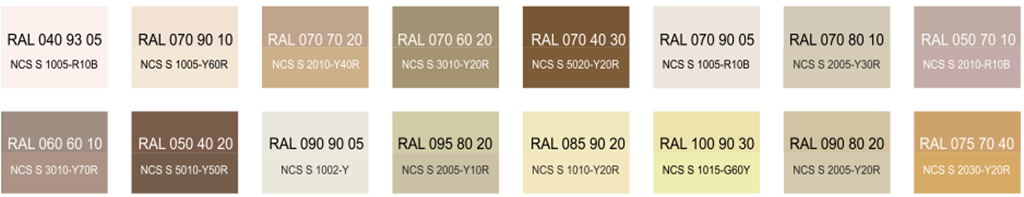 RAL 040 93 05
NCS S 1005-R10B
RAL 070 90 10
NCS S 1005-Y60R
RAL 070 70 20
NCS S 2010-Y40R
RAL 070 60 20
NCS S 3010-Y20R
RAL 070 40 30
NCS S 5020-Y20R
RAL 070 90 05
NCS S 1005-R10B
RAL 070 80 10
NCS S 2005-Y30R
RAL 050 70 10
NCS S 2010-R10B
RAL 060 60 10
NCS S 3010-Y70R
RAL 050 40 20
NCS S 5010-Y50R
RAL 090 90 05
NCS S 1002-Y
RAL 095 80 20
NCS S 2005-Y10R
RAL 085 90 20
NCS S 1010-Y20R
RAL 100 90 30
NCS S 1015-G60Y
RAL 090 80 20
NCS S 2005-Y20R
RAL 075 70 40
NCS S 2030-Y20R